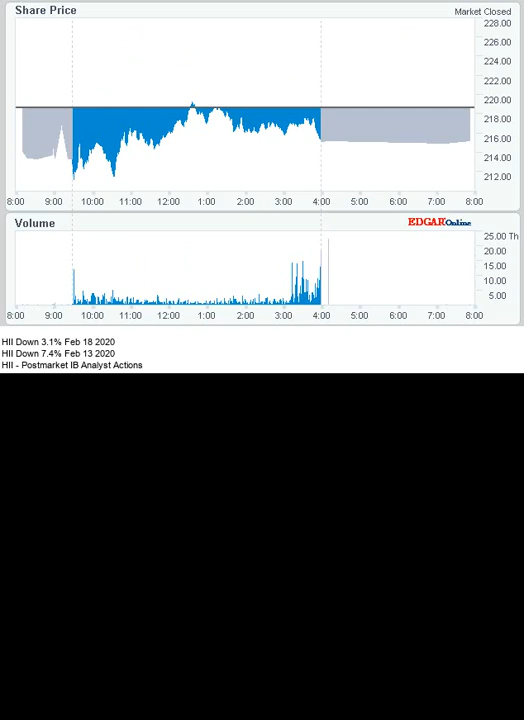 Share Price
Market Closed
228.00
226.00
224.00
222.00
220.00
218.00
216.00
214.00
212.00
8:00 9:00 10:00 11:00 12:00 1:00 2:00 3:00 4:00 5:00 6:00 7:00 8:00
Volume
EDGAR Online
25.00 Th
20.00
15.00
10.00
5.00
8:00 9:00 10:00 11:00 12:00 1:00 2:00 3:00 4:00 5:00 6:00 7:00 8:00
HII Down 3.1% Feb 18 2020
HII Down 7.4% Feb 13 2020
HII - Postmarket IB Analyst Actions